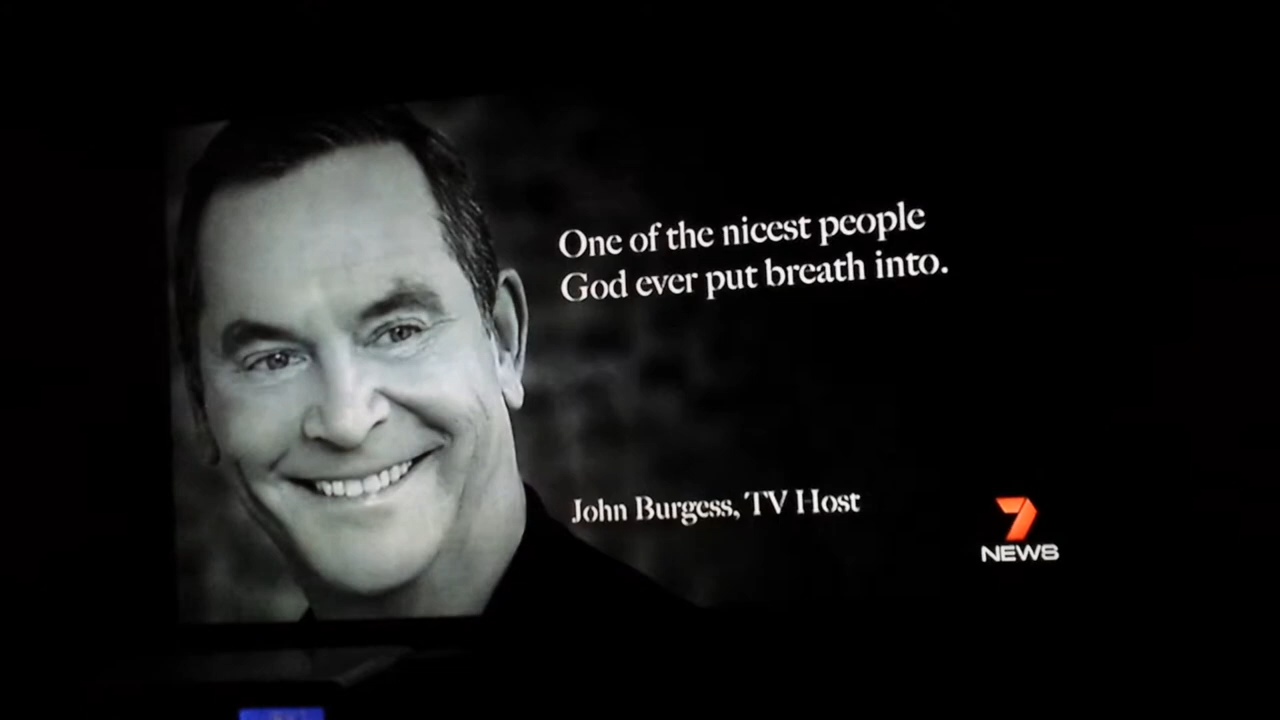 One of the nicest people
God ever put breath into.
John Burgess, TV Host
7
NEWS